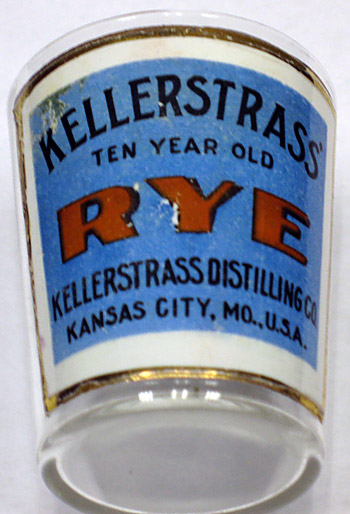 KELLERSTRASS'
TEN YEAR OLD
RYE
KELLERSTRASS DISTILLING CO.
KANSAS CITY, MO., U.S.A.